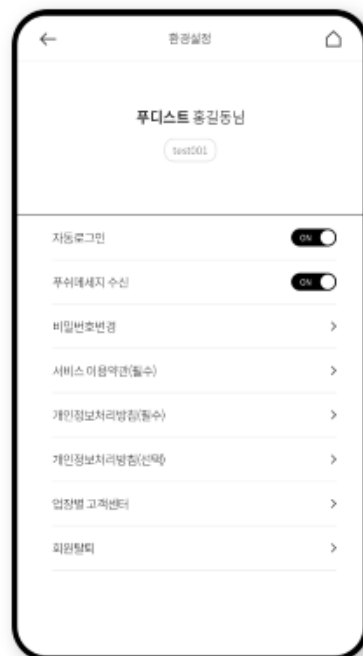 환경설정
푸디스트 홍길동님
test001
자동로그인
ON
푸쉬메세지 수신
ON
비밀번호변경
서비스 이용약관(필수)
개인정보처리방침(필수)
개인정보처리방침(선택)
업장별 고객센터
회원탈퇴